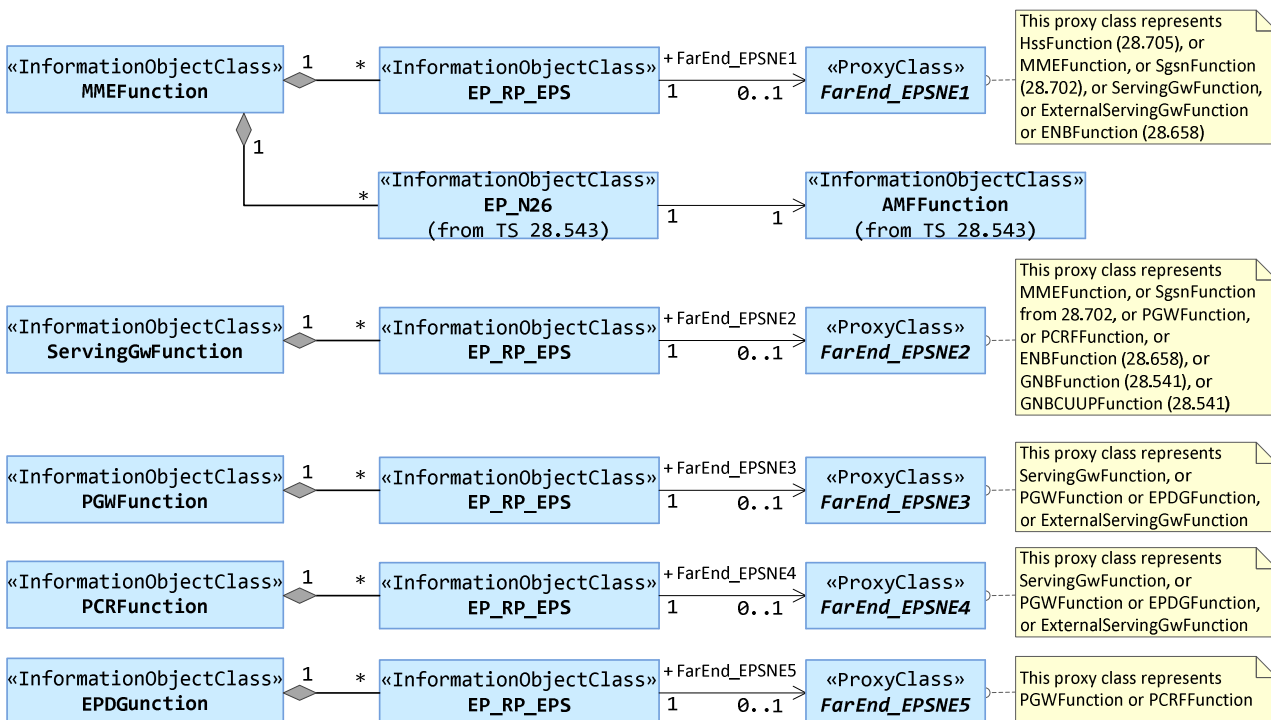 «InformationObjectClass»
MMEFunction
1
*
«InformationObjectClass»
EP_RP_EPS
+FarEnd_EPSNE1
1
0..1
«ProxyClass»
FarEnd_EPSNE1
This proxy class represents
HssFunction (28.705), or
MMEFunction, or SgsnFunction
(28.702), or ServingGwFunction,
or ExternalServingGwFunction
or ENBFunction (28.658)
1
*
«InformationObjectClass»
EP_N26
(from TS 28.543)
1
1
«InformationObjectClass»
AMFFunction
(from TS 28.543)
«InformationObjectClass»
ServingGwFunction
1
*
«InformationObjectClass»
EP_RP_EPS
+FarEnd_EPSNE2
1
0..1
«ProxyClass»
FarEnd_EPSNE2
This proxy class represents
MMEFunction, or SgsnFunction
from 28.702, or PGWFunction,
or PCRFFunction, or
ENBFunction (28.658), or
GNBFunction (28.541), or
GNBCUUPFunction (28.541)
«InformationObjectClass»
PGWFunction
1
*
«InformationObjectClass»
EP_RP_EPS
+FarEnd_EPSNE3
1
0..1
«ProxyClass»
FarEnd_EPSNE3
This proxy class represents
ServingGwFunction, or
PGWFunction or EPDGFunction,
or ExternalServingGwFunction
«InformationObjectClass»
PCRFunction
1
*
«InformationObjectClass»
EP_RP_EPS
+FarEnd_EPSNE4
1
0..1
«ProxyClass»
FarEnd_EPSNE4
This proxy class represents
ServingGwFunction, or
PGWFunction or EPDGFunction,
or ExternalServingGwFunction
«InformationObjectClass»
EPDGunction
1
*
«InformationObjectClass»
EP_RP_EPS
+FarEnd_EPSNE5
1
0..1
«ProxyClass»
FarEnd_EPSNE5
This proxy class represents
PGWFunction or PCRFFunction